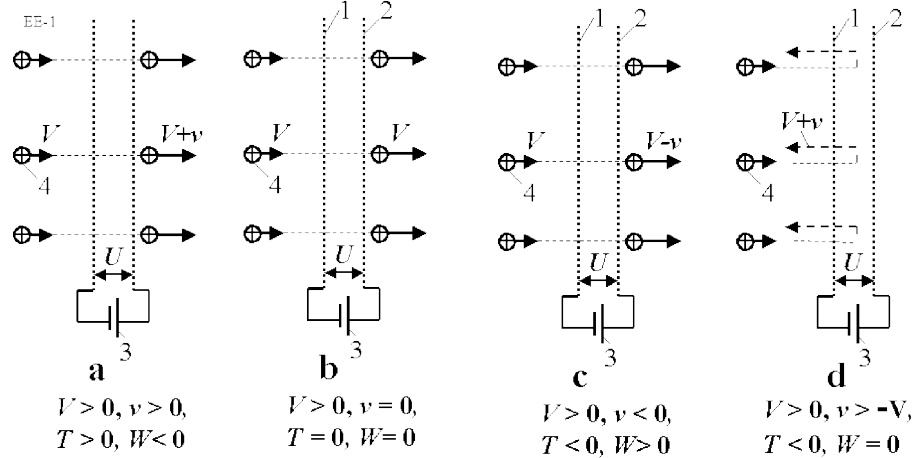 EE-1
1 2 1 2 1 2
V V+v V V V V-v V+v
4 4 4 4
U U U U
3 3 3 3
a b c d
V > 0, v > 0, V > 0, v = 0, V > 0, v < 0, V > 0, v > -V,
T > 0, W < 0 T = 0, W = 0 T < 0, W > 0 T < 0, W = 0